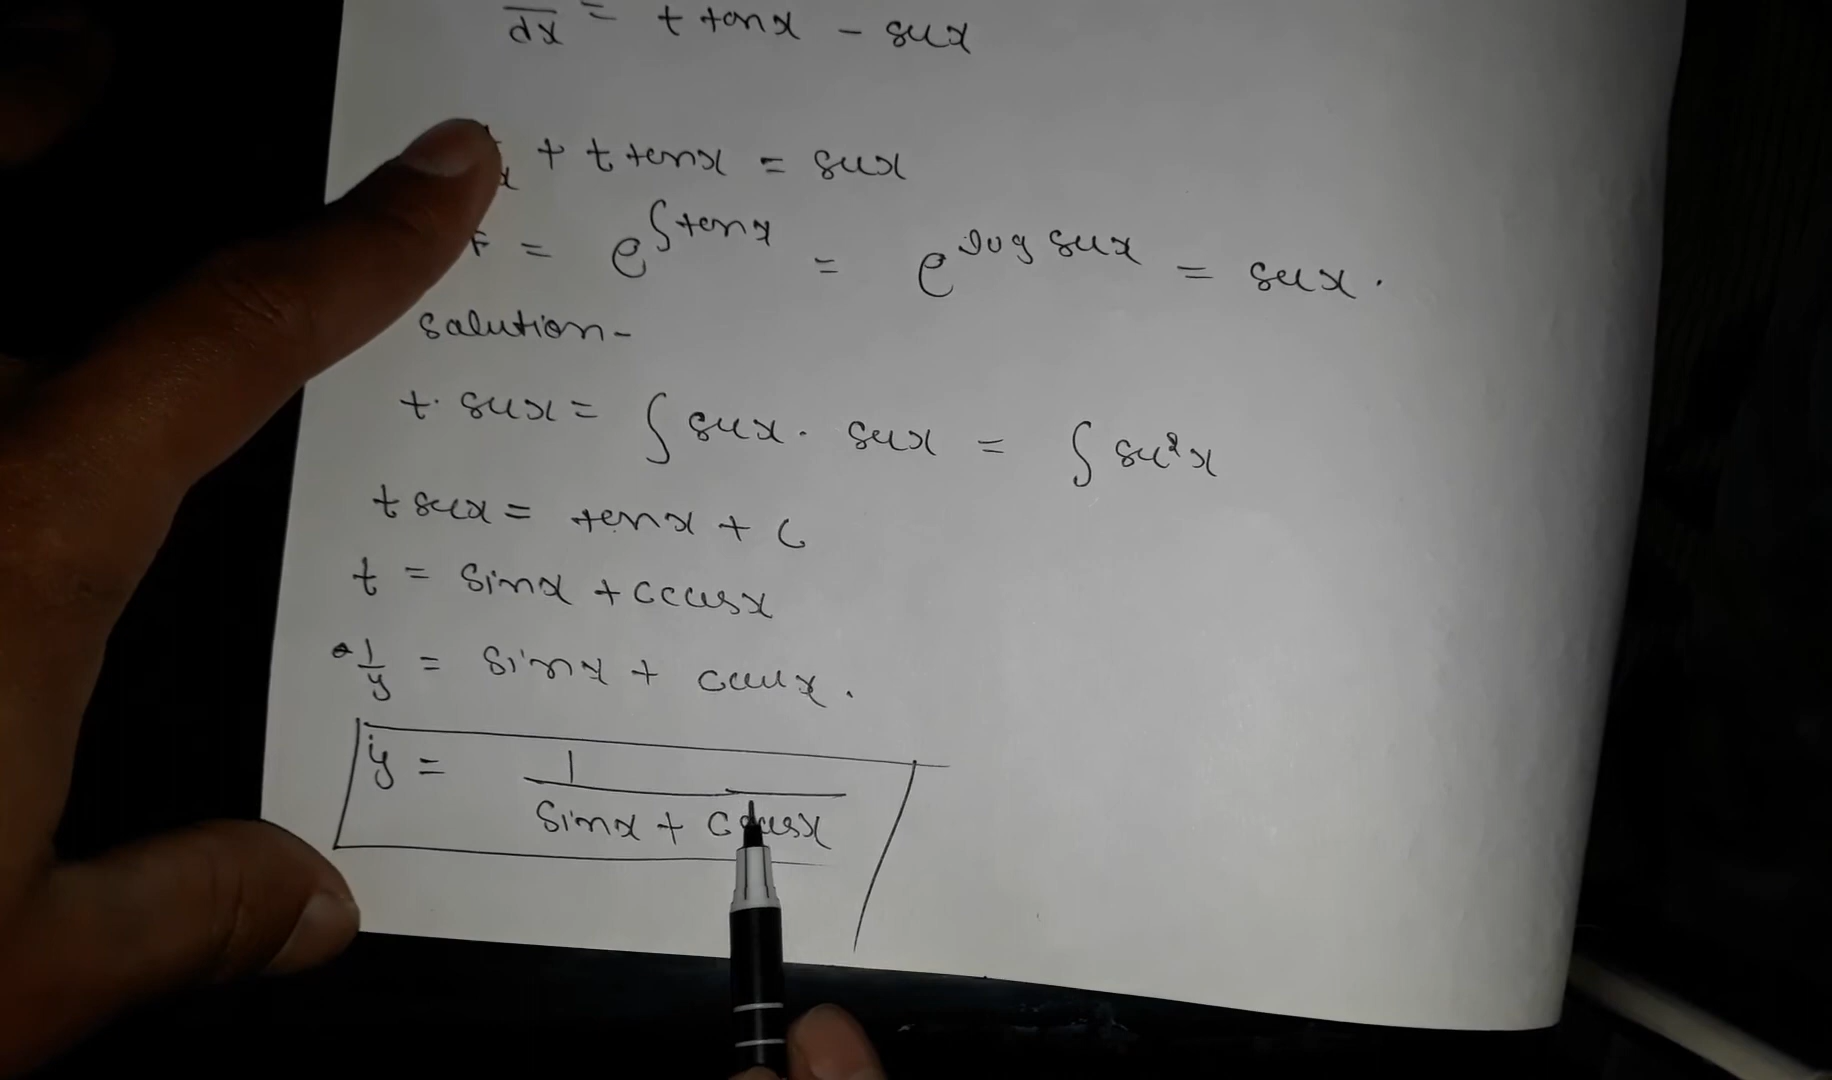 dx = t tanx - secx
x + t tanx = secx
F = e^∫tanx = e^log secx = secx.
Solution-
t. secx = ∫ secx. secx = ∫ sec²x
t secx = tanx + C
t = Sinx + Ccosx
1/y = Sinx + ccosx.
y = 1/(Sinx + Ccosx)